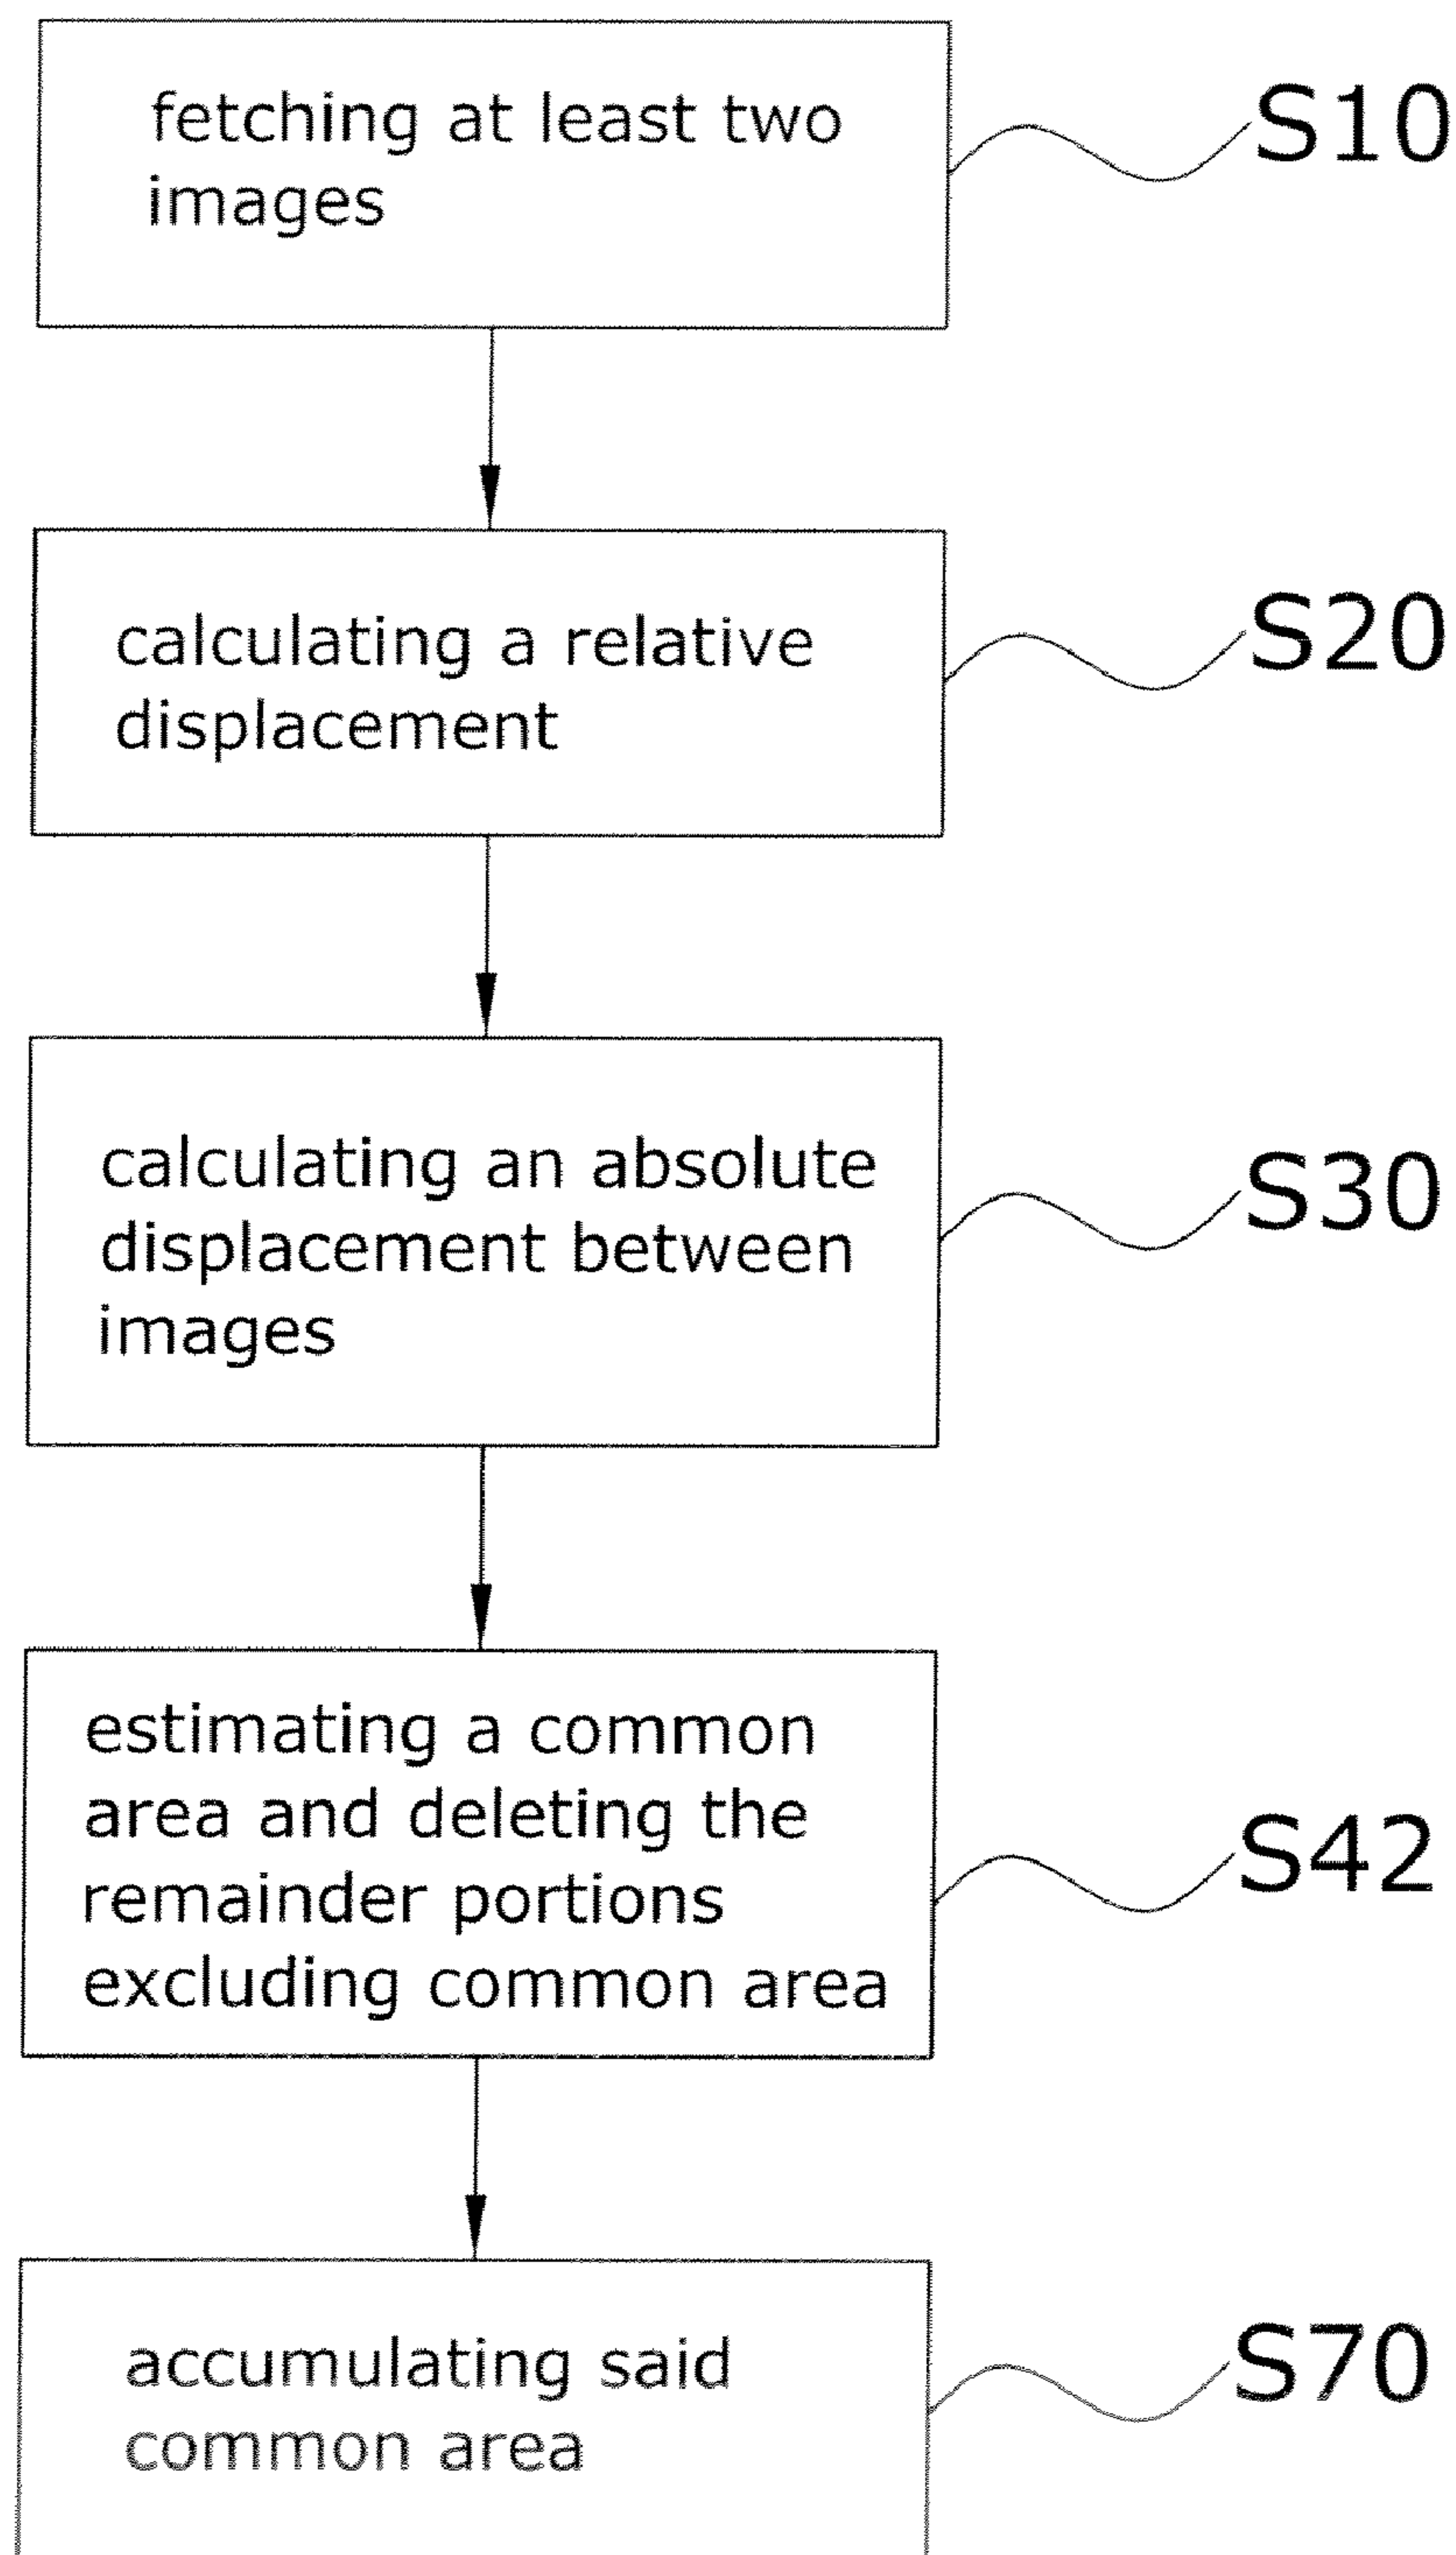 fetching at least two
images
S10
calculating a relative
displacement
S20
calculating an absolute
displacement between
images
S30
estimating a common
area and deleting the
remainder portions
excluding common area
S42
accumulating said
common area
S70